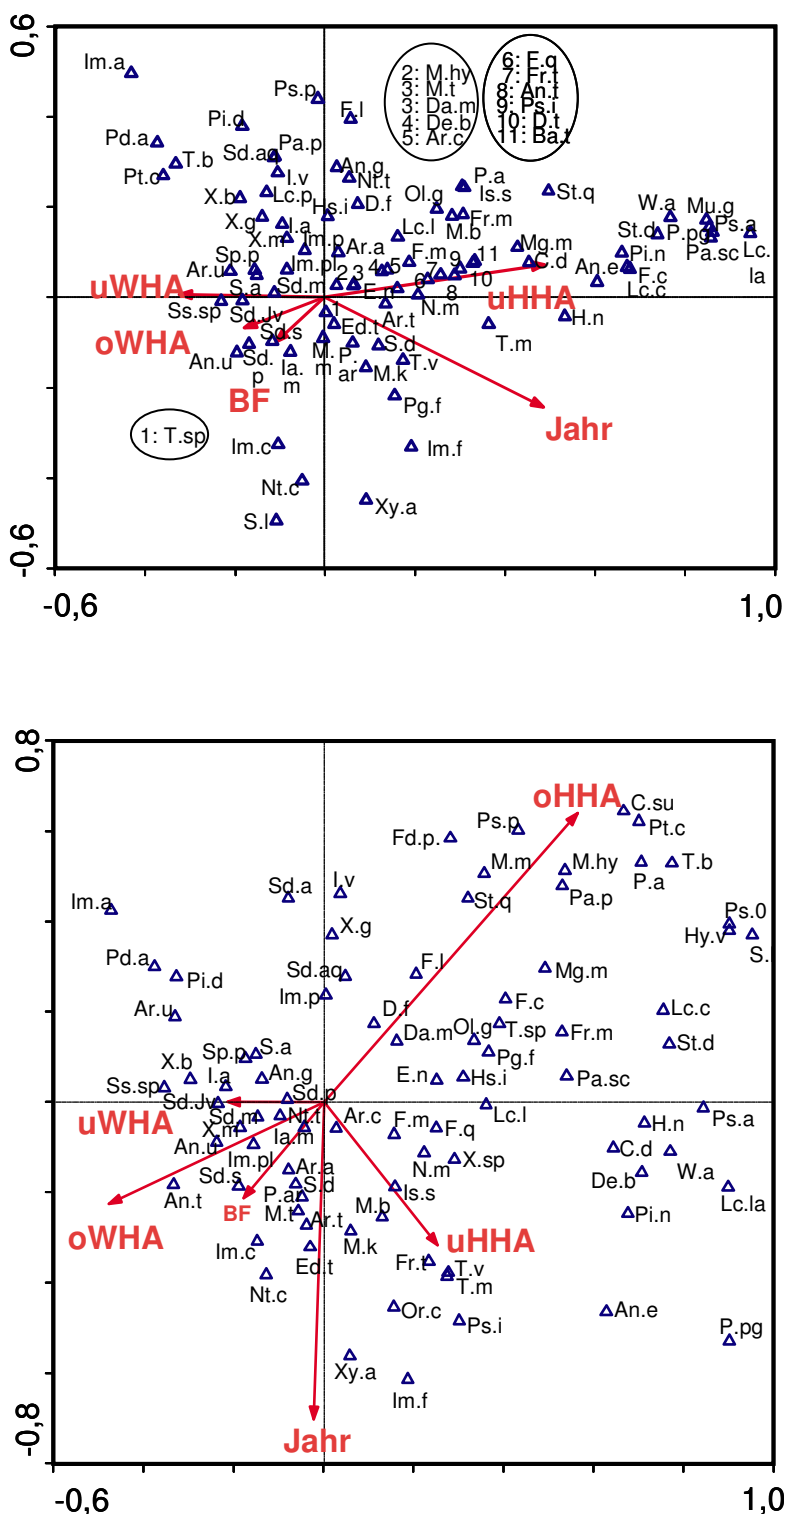 0,6
Im.a
Ps.p
F.l
2: M.hy
3: M.t
3: Da.m
4: De.b
5: Ar.c
6: F.q
7: Fr.t
8: An.t
9: Ps.i
10: D.t
11: Ba.t
Pi.d
Pd.a
Pa.p
Sd.aq
T.b
Pt.c
I.v
An.g
Nt.t
P.a
Is.s
St.q
X.b
Lc.p
D.f
Ol.g
Hs.i
W.a
Mu.g
X.g
I.a
Lc.l
M.b
Fr.m
St.d
P.pg
Ps.a
X.m
Im.p
Ar.a
F.m
Mg.m
Pi.n
Pa.sc
Lc.
la
Sp.p
Ar.u
Im.pl
2
3
4
5
7
9
11
C.d
An.e
F.c
Lc.c
uWHA
S.a
Sd.m
E.n
6
8
10
uHHA
Ss.sp
Sd.Jv
1
N.m
H.n
oWHA
Sd.s
Ed.t
Ar.t
T.m
An.u
Sd.
p
Ia.
m
M.
m
P.
ar
S.d
T.v
M.k
BF
Pg.f
Jahr
1: T.sp
Im.c
Im.f
Nt.c
Xy.a
S.l
-0,6
-0,6
1,0
0,8
oHHA
C.su
Pt.c
Ps.p
Fd.p.
M.m
M.hy
T.b
P.a
Sd.a
I.v
St.q
Pa.p
Im.a
Ps.0
Hy.v
S.
X.g
Pd.a
Pi.d
Sd.aq
F.l
Mg.m
Im.p
F.c
Lc.c
Ar.u
D.f
Da.m
Ol.g
T.sp
Fr.m
St.d
Pg.f
Sp.p
S.a
X.b
I.a
An.g
E.n
Hs.i
Pa.sc
Ss.sp
Sd.p
Sd.Jv
uWHA
Sd.m
Nt.t
Ar.c
Lc.l
Ps.a
X.m
Ia.m
F.m
F.q
H.n
An.u
Im.pl
N.m
X.sp
C.d
W.a
Sd.s
Ar.a
De.b
An.t
S.d
Is.s
Lc.la
P.ar
M.b
Pi.n
BF
M.t
Ar.t
oWHA
Im.c
M.k
uHHA
Ed.t
Fr.t
T.v
T.m
Nt.c
Or.c
Ps.i
An.e
P.pg
Xy.a
Im.f
Jahr
-0,8
-0,6
1,0